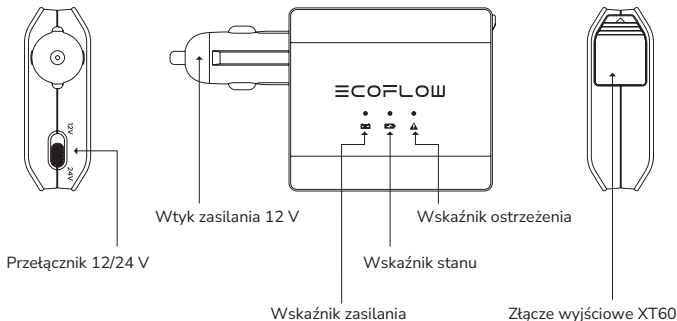 ECOFLOW
12V
24V
Wtyk zasilania 12 V
Wskaźnik ostrzeżenia
Przełącznik 12/24 V
Wskaźnik stanu
Wskaźnik zasilania
Złącze wyjściowe XT60